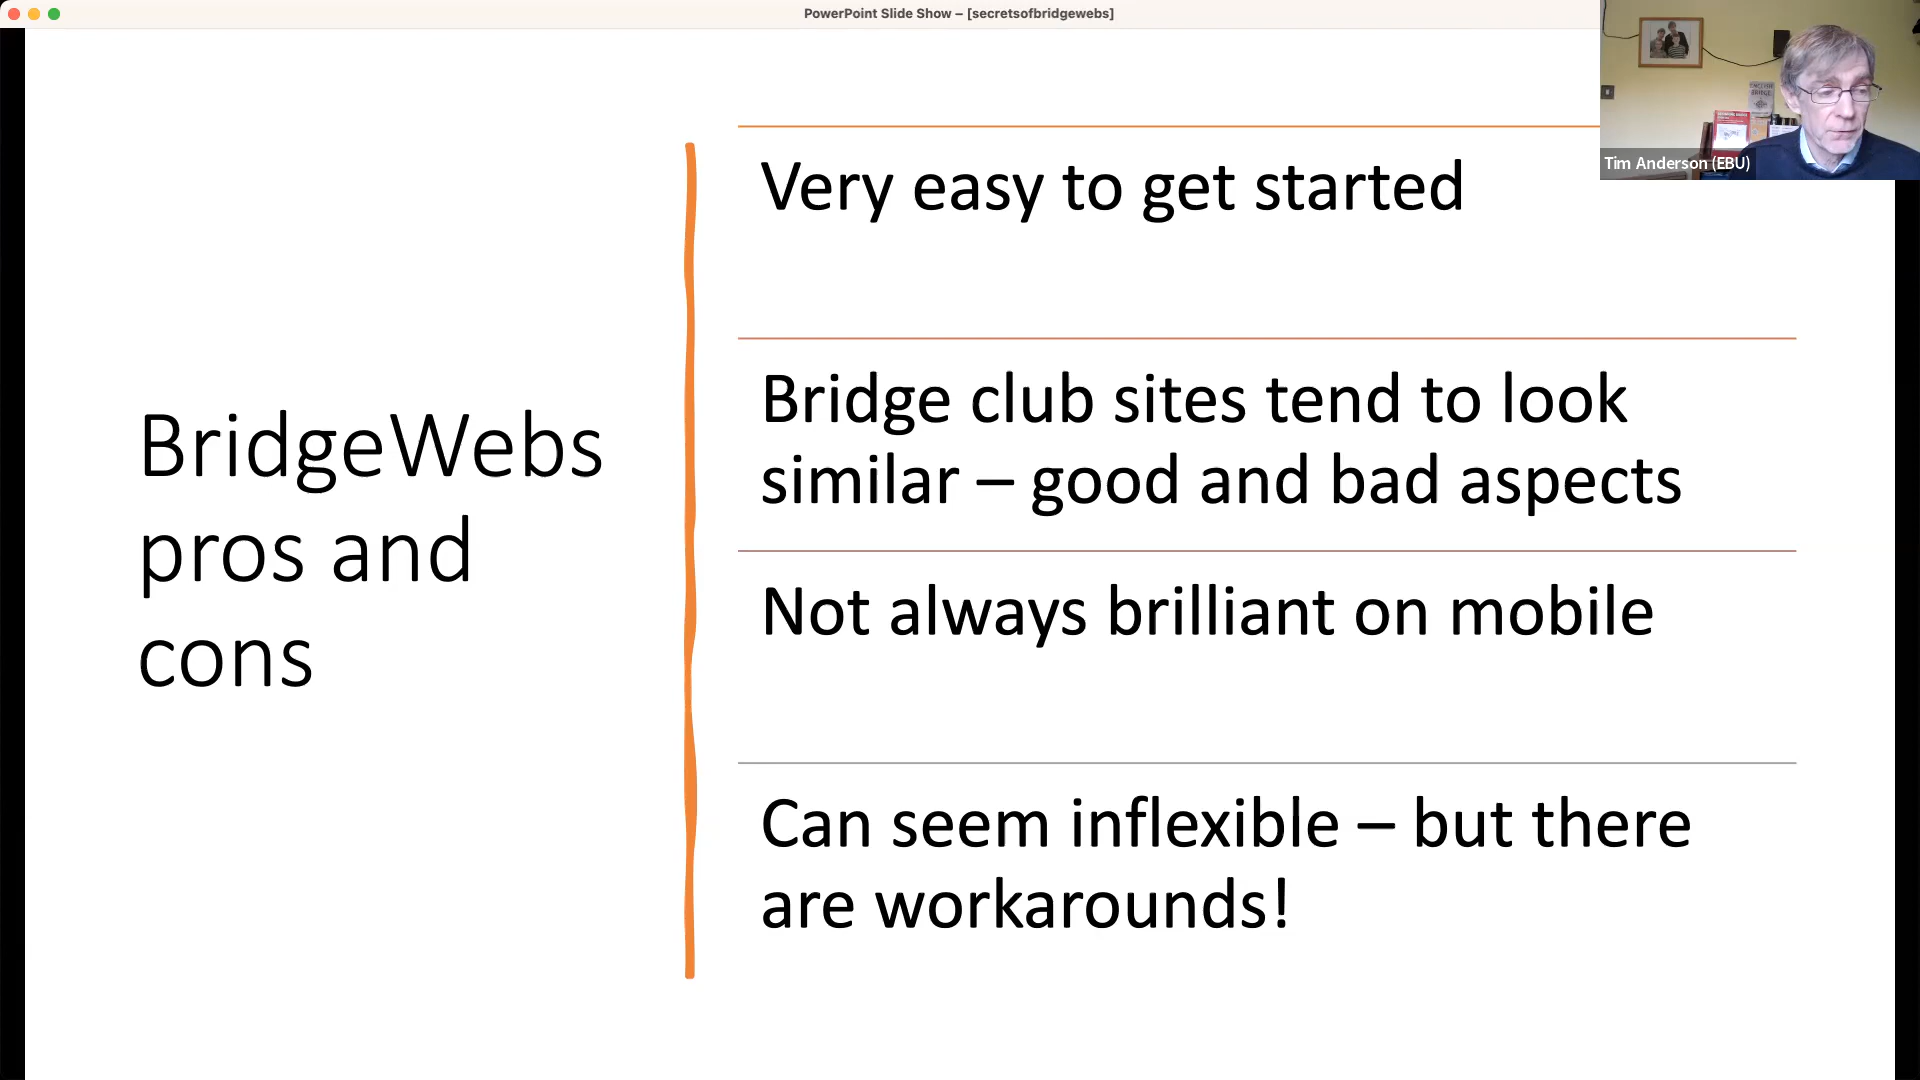 PowerPoint Slide Show – [secretsofbridgewebs]
Tim Anderson (EBU)
BridgeWebs
pros and
cons
Very easy to get started
Bridge club sites tend to look
similar – good and bad aspects
Not always brilliant on mobile
Can seem inflexible – but there
are workarounds!